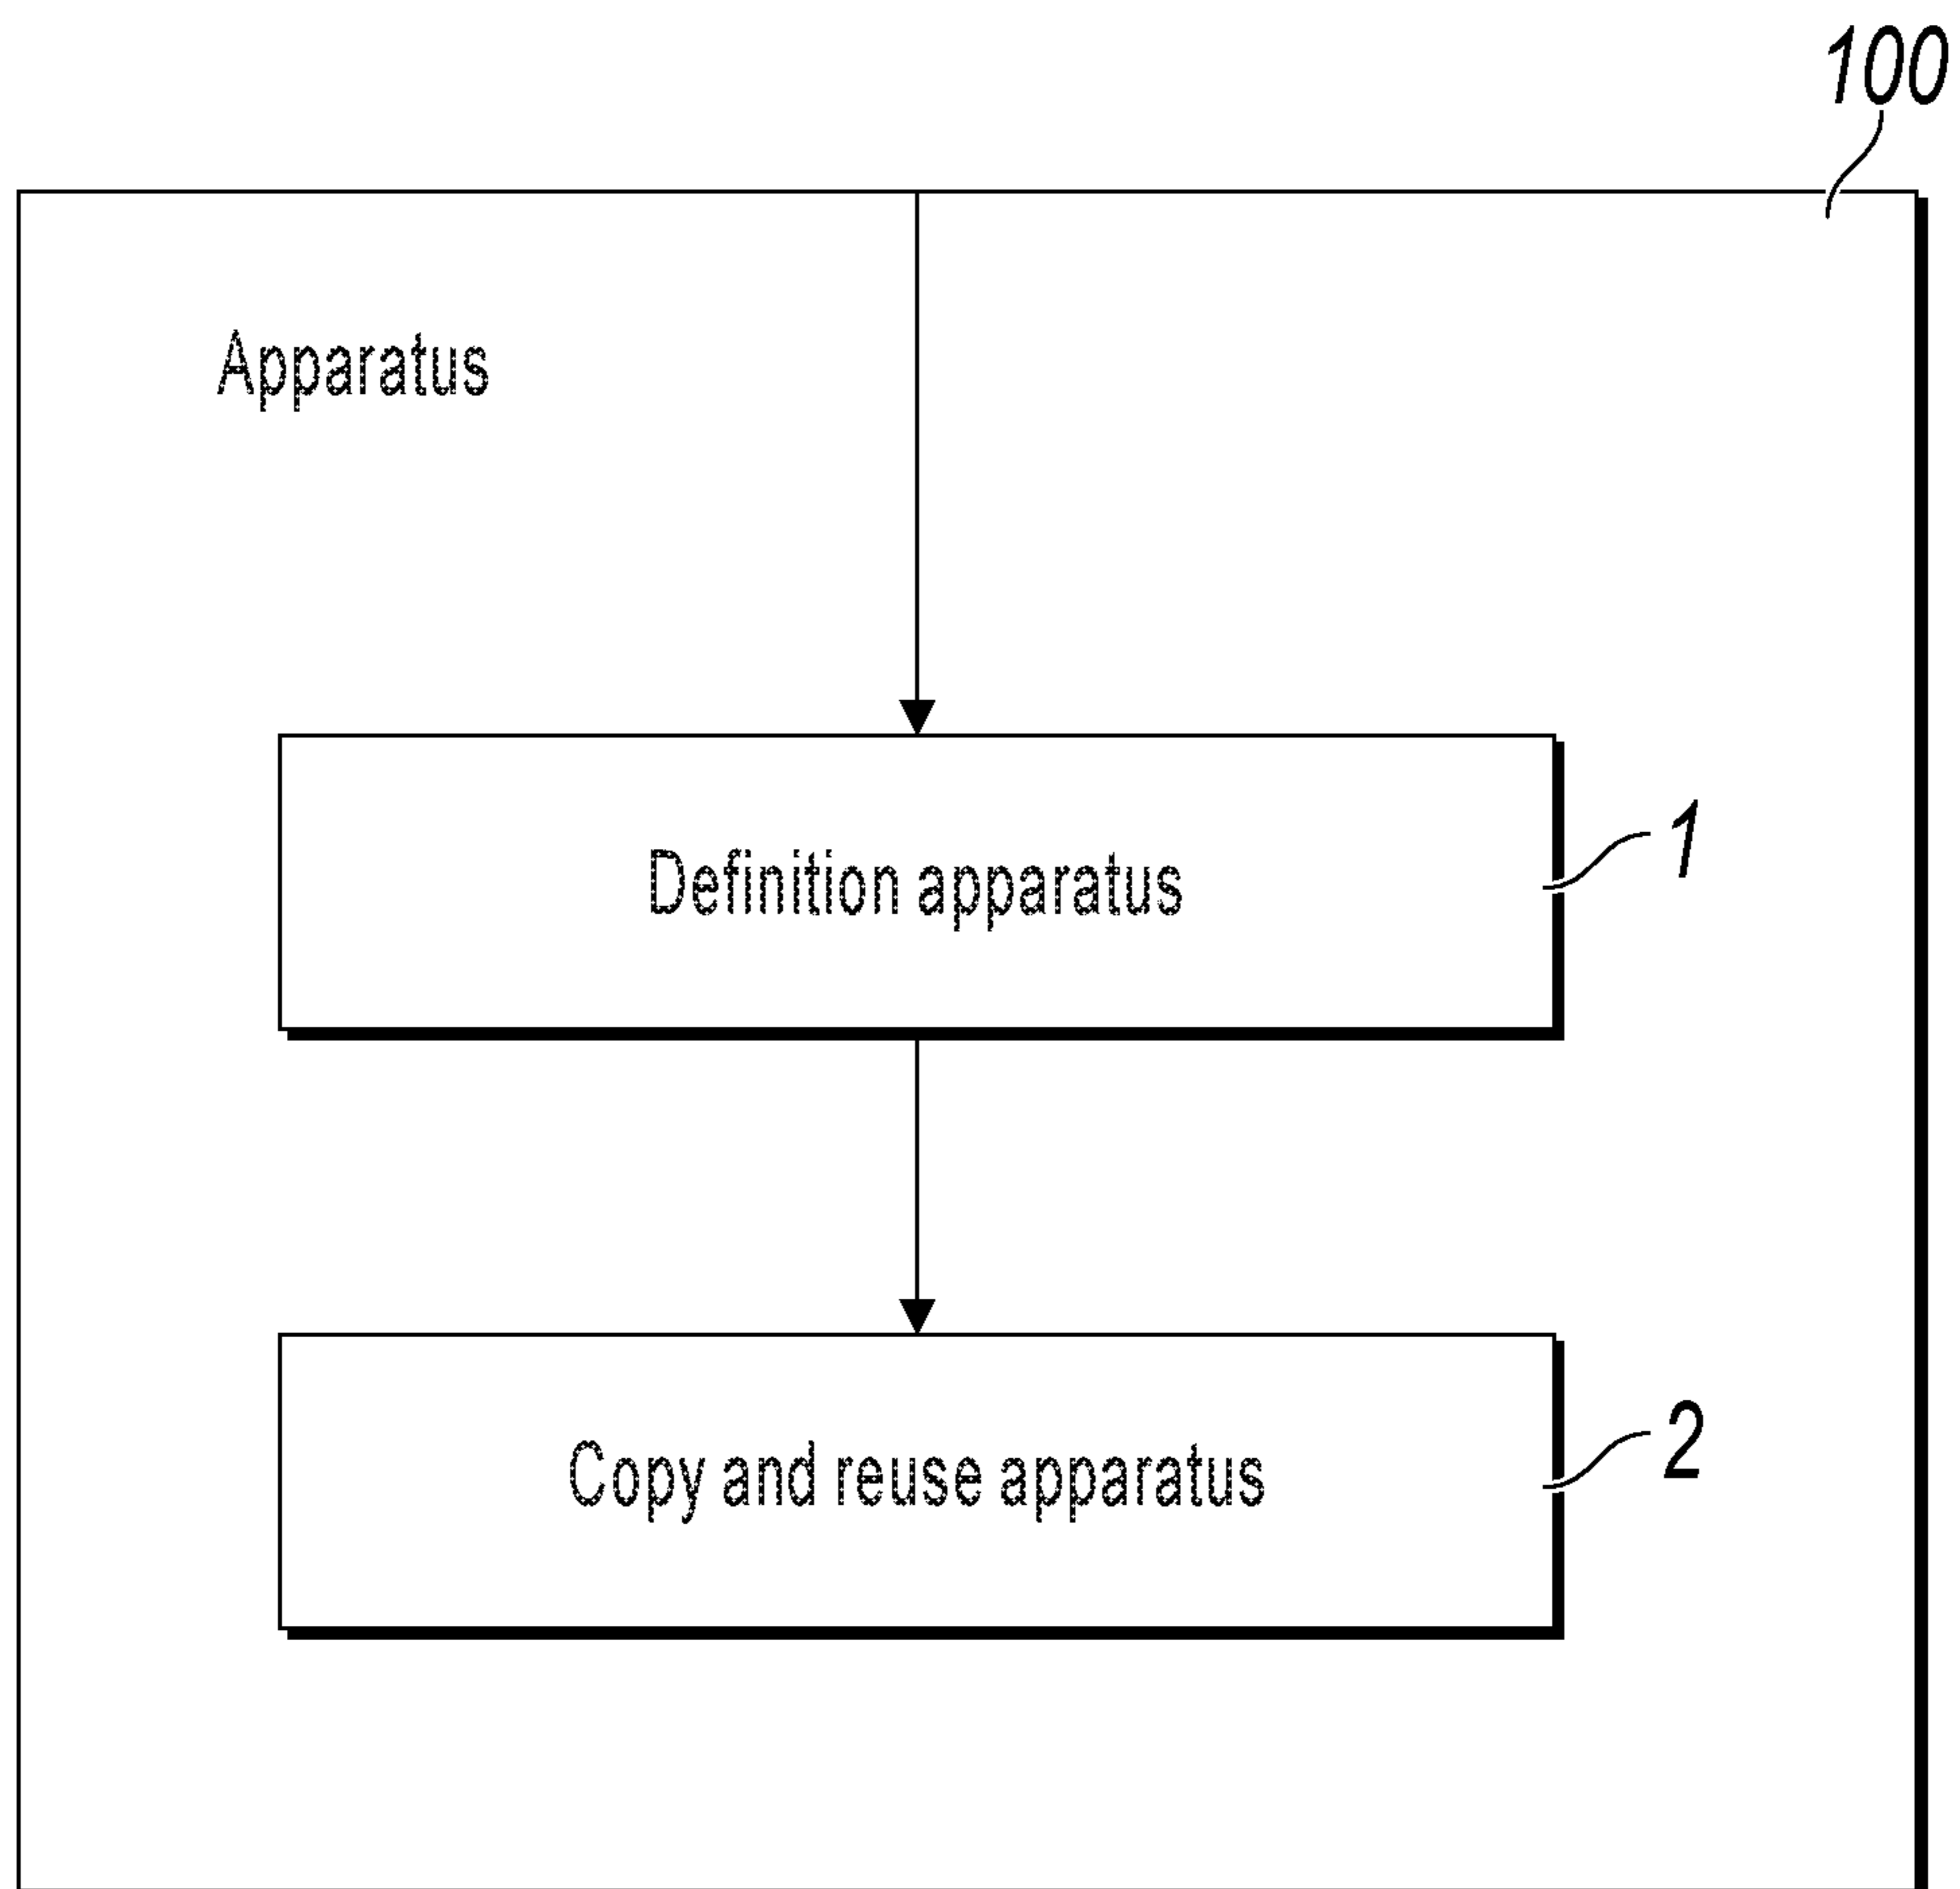 100
Apparatus
Definition apparatus
1
Copy and reuse apparatus
2